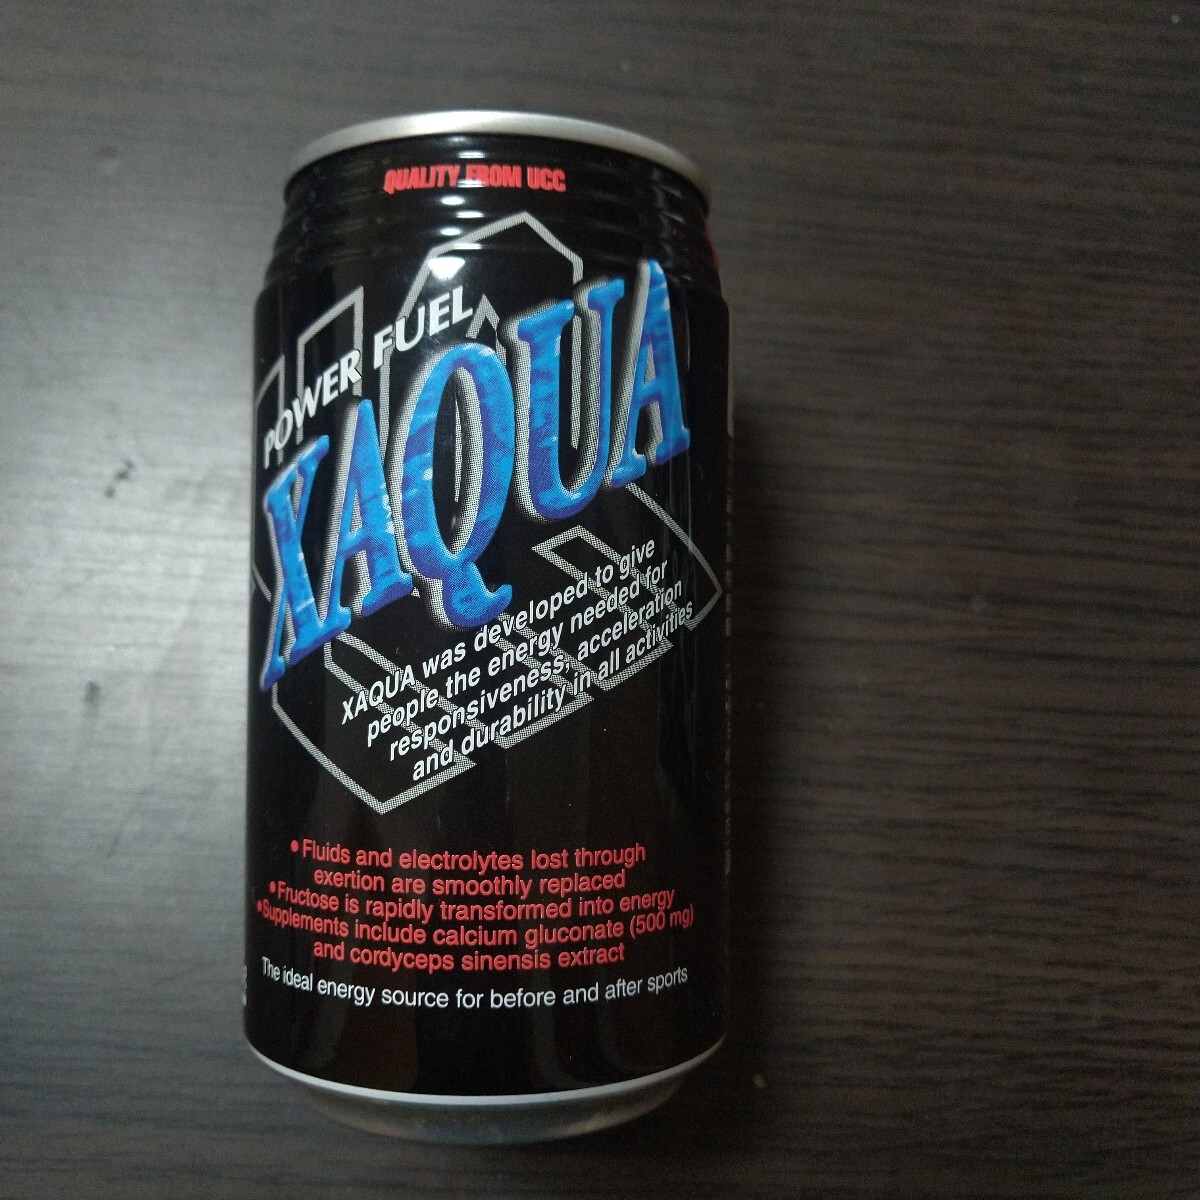 QUALITY FROM UCC
POWER FUEL
XAQUA
XAQUA was developed to give
people the energy needed for
responsiveness, acceleration
and durability in all activities
•Fluids and electrolytes lost through
exertion are smoothly replaced
•Fructose is rapidly transformed into energy
•Supplements include calcium gluconate (500 mg)
and cordyceps sinensis extract
The ideal energy source for before and after sports